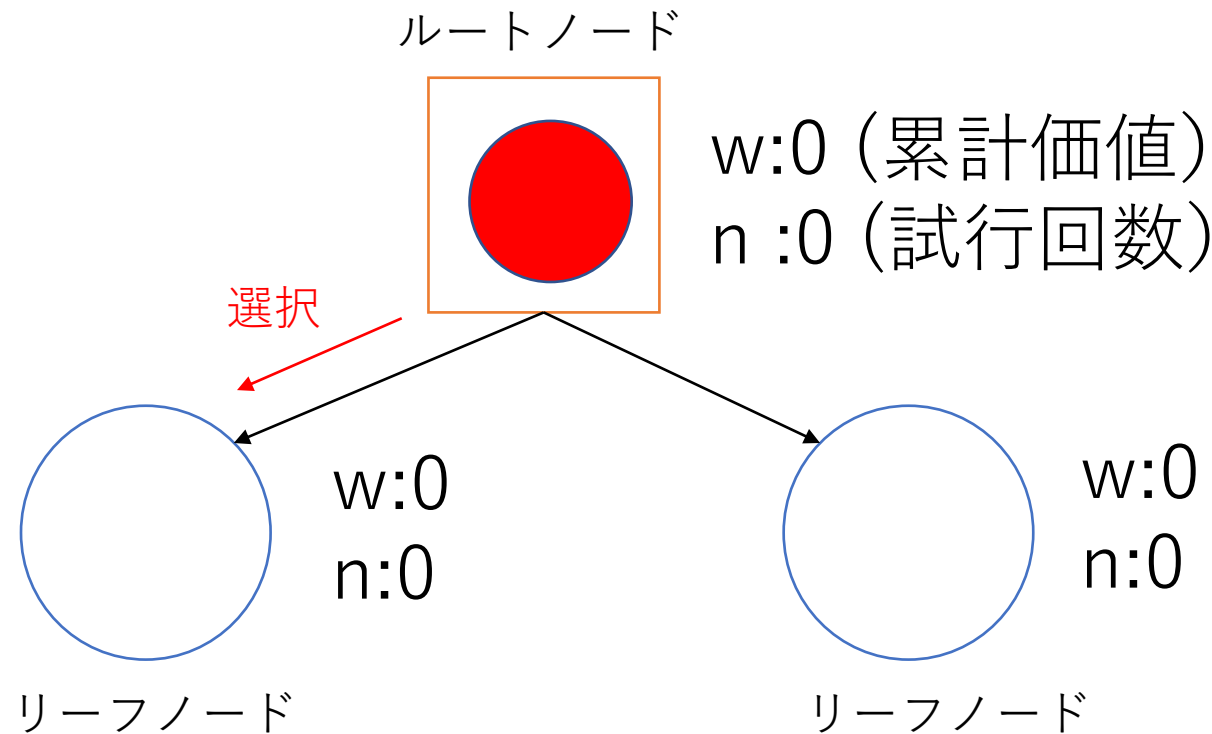 ルートノード
w:0 (累計価値)
n :0 (試行回数)
選択
w:0
n:0
w:0
n:0
リーフノード
リーフノード